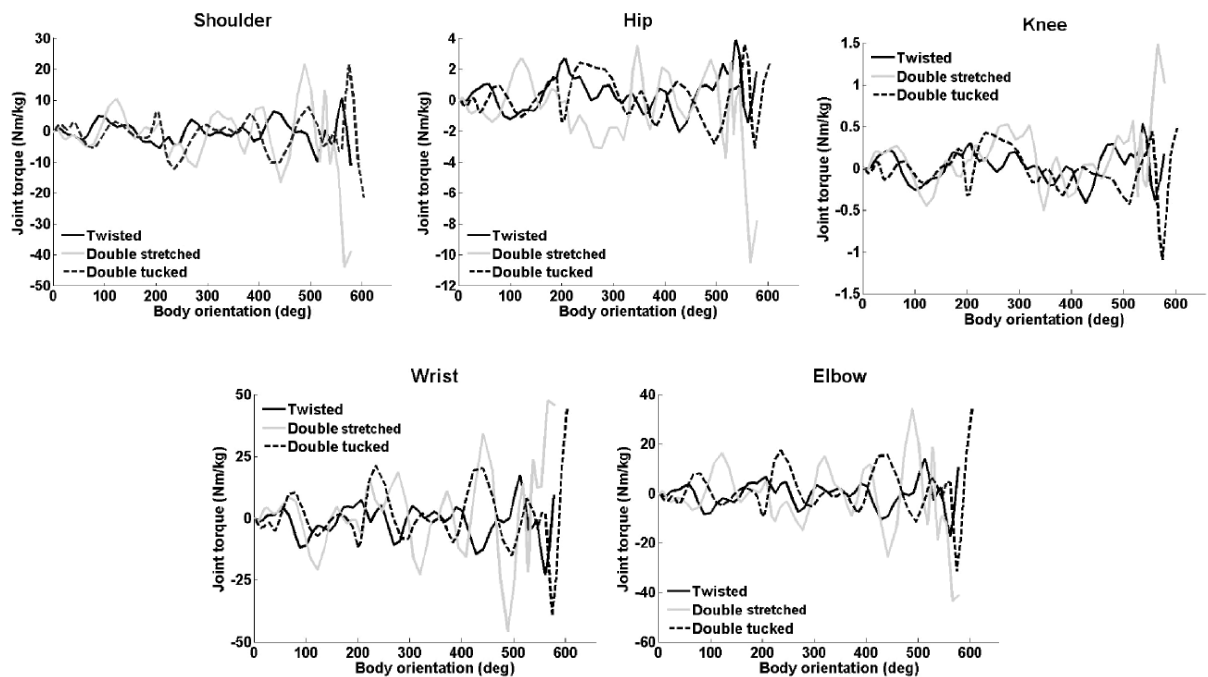 Shoulder
Joint torque (Nm/kg)
30
20
10
0
-10
-20
-30
-40
-50
0 100 200 300 400 500 600
Body orientation (deg)
Twisted
Double stretched
Double tucked
Hip
Joint torque (Nm/kg)
4
2
0
-2
-4
-6
-8
-10
-12
0 100 200 300 400 500 600
Body orientation (deg)
Twisted
Double stretched
Double tucked
Knee
Joint torque (Nm/kg)
1.5
1
0.5
0
-0.5
-1
-1.5
0 100 200 300 400 500 600
Body orientation (deg)
Twisted
Double stretched
Double tucked
Wrist
Joint torque (Nm/kg)
50
25
0
-25
-50
0 100 200 300 400 500 600
Body orientation (deg)
Twisted
Double stretched
Double tucked
Elbow
Joint torque (Nm/kg)
40
20
0
-20
-40
-60
0 100 200 300 400 500 600
Body orientation (deg)
Twisted
Double stretched
Double tucked